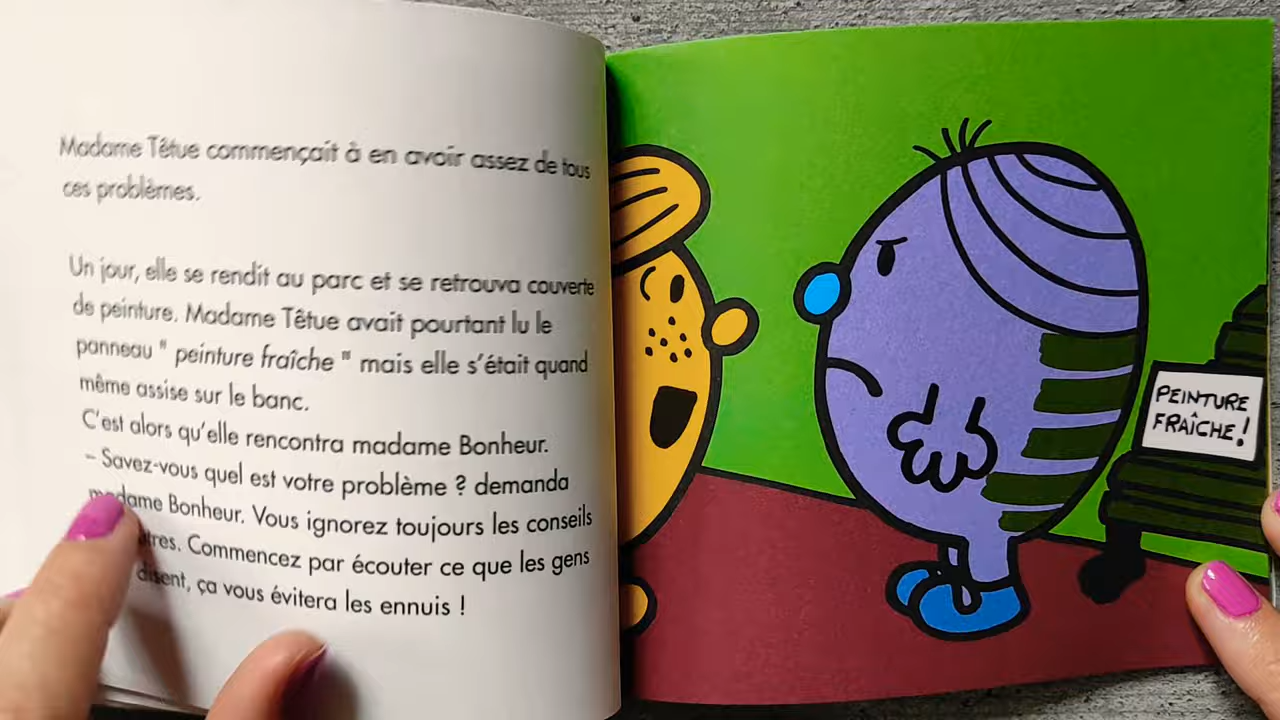 Madame Têtue commençait à en avoir assez de tous
ces problèmes.
Un jour, elle se rendit au parc et se retrouva couverte
de peinture. Madame Têtue avait pourtant lu le
panneau " peinture fraîche " mais elle s'était quand
même assise sur le banc.
C'est alors qu'elle rencontra madame Bonheur.
– Savez-vous quel est votre problème ? demanda
madame Bonheur. Vous ignorez toujours les conseils
Commencez par écouter ce que les gens
disent, ça vous évitera les ennuis !
PEINTURE
FRAÎCHE!